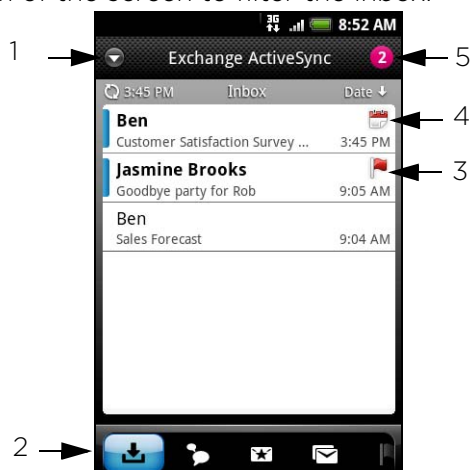 of the screen to filter the Inbox.
3G 8:52 AM
1 Exchange ActiveSync 2 5
3:45 PM Inbox Date
Ben 4
Customer Satisfaction Survey ... 3:45 PM
Jasmine Brooks 3
Goodbye party for Rob 9:05 AM
Ben
Sales Forecast 9:04 AM
2